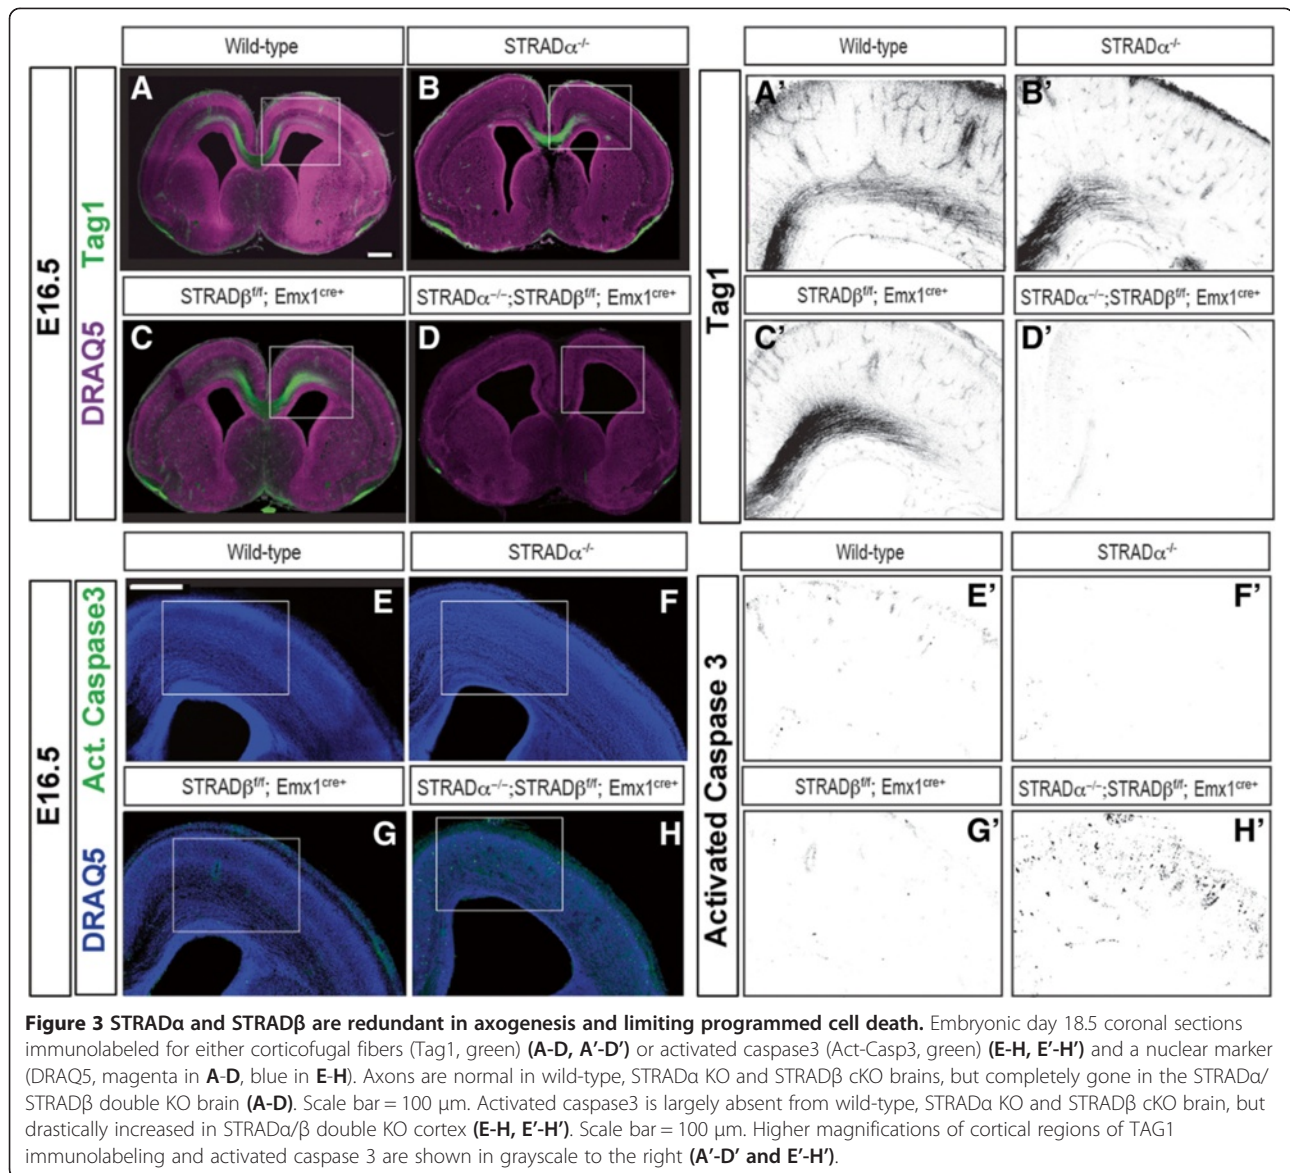 Wild-type
STRADα-/-
Wild-type
STRADα-/-
E16.5
DRAQ5 Tag1
A
B
Tag1
A'
B'
STRADβf/f; Emx1cre+
STRADα-/-;STRADβf/f; Emx1cre+
STRADβf/f; Emx1cre+
STRADα-/-;STRADβf/f; Emx1cre+
C
D
C'
D'
Wild-type
STRADα-/-
Wild-type
STRADα-/-
E16.5
DRAQ5 Act. Caspase3
E
F
Activated Caspase 3
E'
F'
STRADβf/f; Emx1cre+
STRADα-/-;STRADβf/f; Emx1cre+
STRADβf/f; Emx1cre+
STRADα-/-;STRADβf/f; Emx1cre+
G
H
G'
H'
Figure 3 STRADα and STRADβ are redundant in axogenesis and limiting programmed cell death. Embryonic day 18.5 coronal sections
immunolabeled for either corticofugal fibers (Tag1, green) (A-D, A’-D’) or activated caspase3 (Act-Casp3, green) (E-H, E’-H’) and a nuclear marker
(DRAQ5, magenta in A-D, blue in E-H). Axons are normal in wild-type, STRADα KO and STRADβ cKO brains, but completely gone in the STRADα/
STRADβ double KO brain (A-D). Scale bar = 100 μm. Activated caspase3 is largely absent from wild-type, STRADα KO and STRADβ cKO brain, but
drastically increased in STRADα/β double KO cortex (E-H, E’-H’). Scale bar = 100 μm. Higher magnifications of cortical regions of TAG1
immunolabeling and activated caspase 3 are shown in grayscale to the right (A’-D’ and E’-H’).